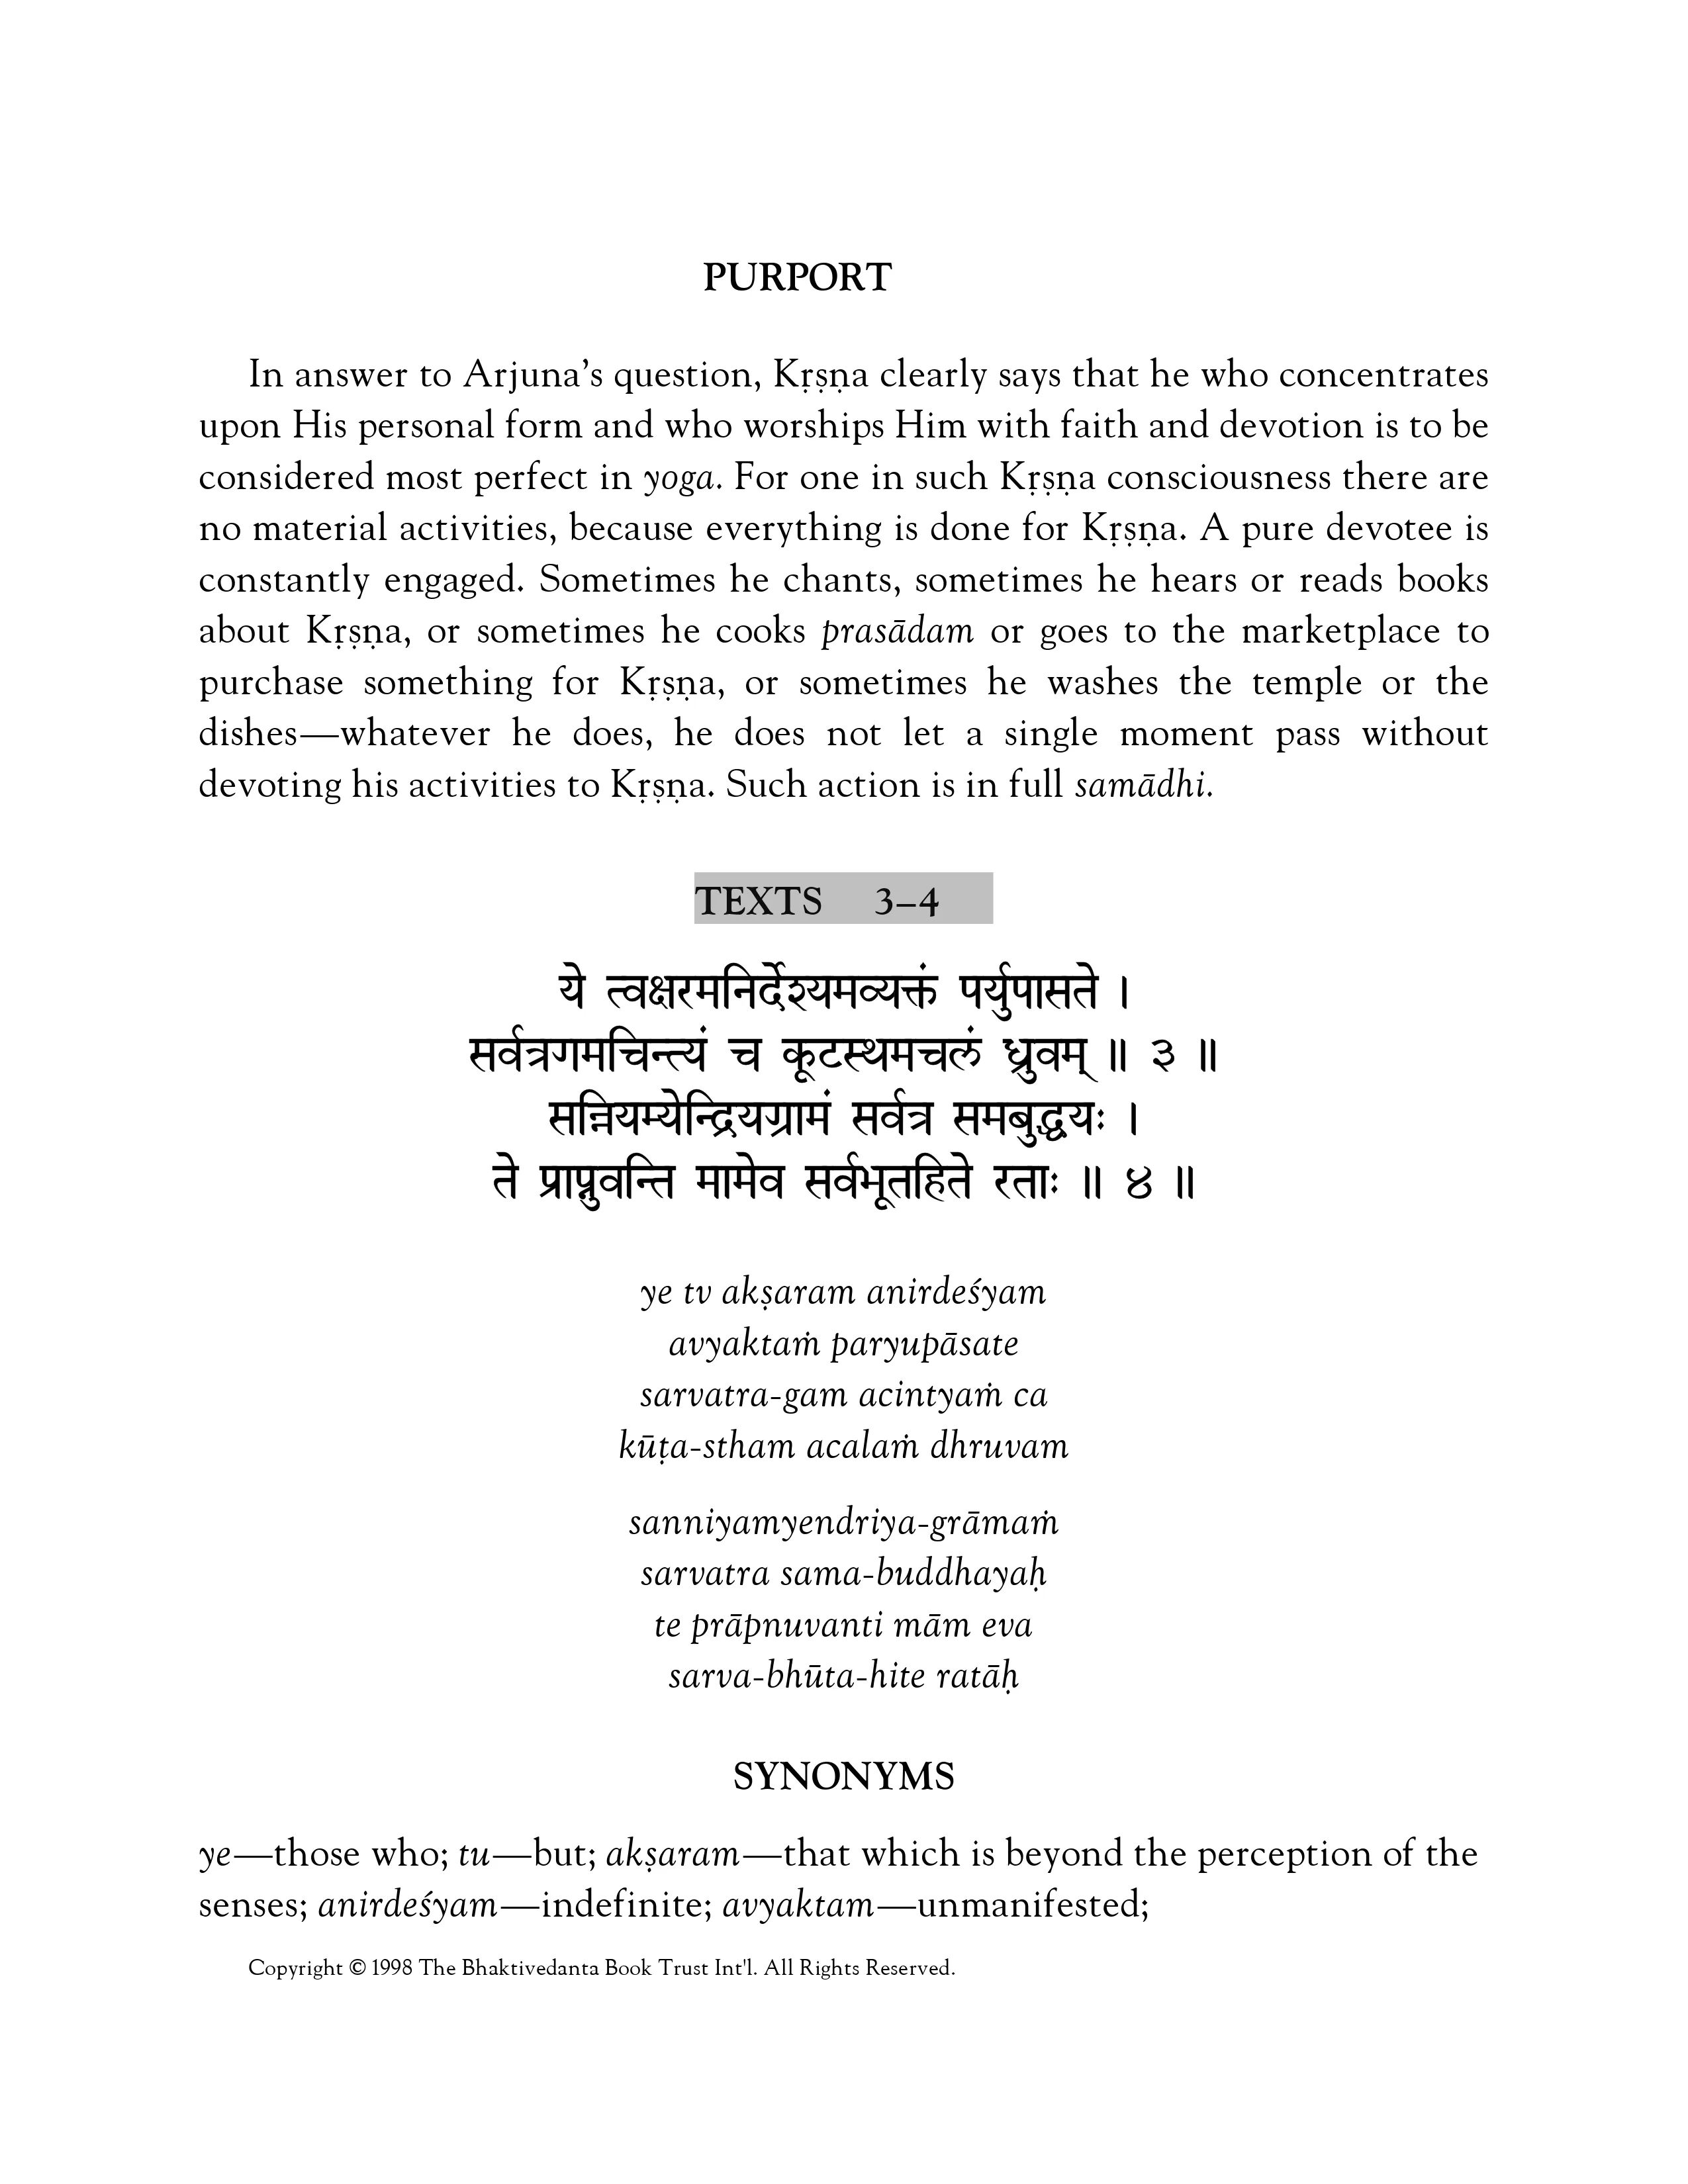 PURPORT
In answer to Arjuna’s question, Kṛṣṇa clearly says that he who concentrates
upon His personal form and who worships Him with faith and devotion is to be
considered most perfect in yoga. For one in such Kṛṣṇa consciousness there are
no material activities, because everything is done for Kṛṣṇa. A pure devotee is
constantly engaged. Sometimes he chants, sometimes he hears or reads books
about Kṛṣṇa, or sometimes he cooks prasādam or goes to the marketplace to
purchase something for Kṛṣṇa, or sometimes he washes the temple or the
dishes—whatever he does, he does not let a single moment pass without
devoting his activities to Kṛṣṇa. Such action is in full samādhi.
TEXTS 3–4
ये त्वक्षरमनिर्देश्यमव्यक्तं पर्युपासते ।
सर्वत्रगमचिन्त्यं च कूटस्थमचलं ध्रुवम् ॥ ३ ॥
सन्नियम्येन्द्रियग्रामं सर्वत्र समबुद्धयः ।
ते प्राप्नुवन्ति मामेव सर्वभूतहिते रताः ॥ ४ ॥
ye tv akṣaram anirdeśyam
avyaktaṁ paryupāsate
sarvatra-gam acintyaṁ ca
kūṭa-stham acalaṁ dhruvam
sanniyamyendriya-grāmaṁ
sarvatra sama-buddhayaḥ
te prāpnuvanti mām eva
sarva-bhūta-hite ratāḥ
SYNONYMS
ye—those who; tu—but; akṣaram—that which is beyond the perception of the
senses; anirdeśyam—indefinite; avyaktam—unmanifested;
Copyright © 1998 The Bhaktivedanta Book Trust Int'l. All Rights Reserved.